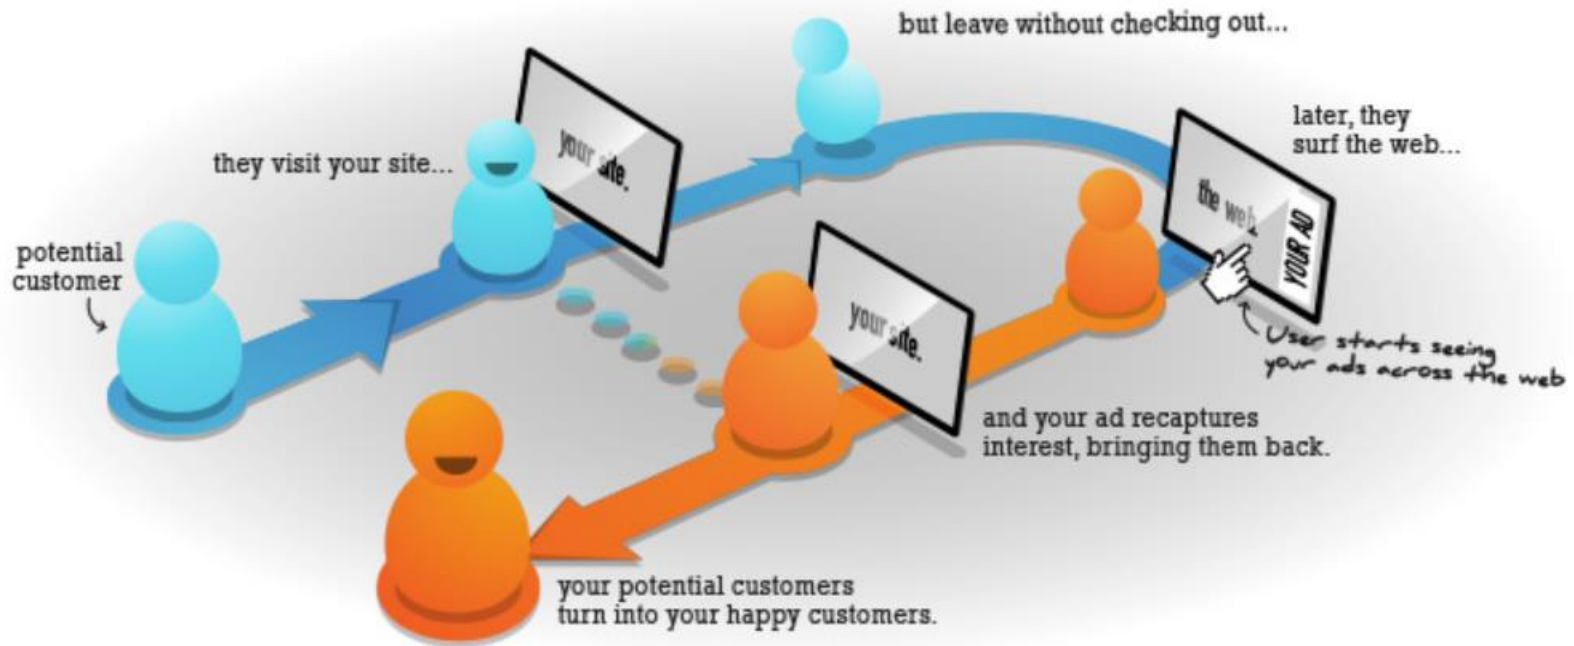 potential
customer
they visit your site...
your site.
but leave without checking out...
later, they
surf the web...
the web.
YOUR AD
User starts seeing
your ads across the web
your site.
and your ad recaptures
interest, bringing them back.
your potential customers
turn into your happy customers.